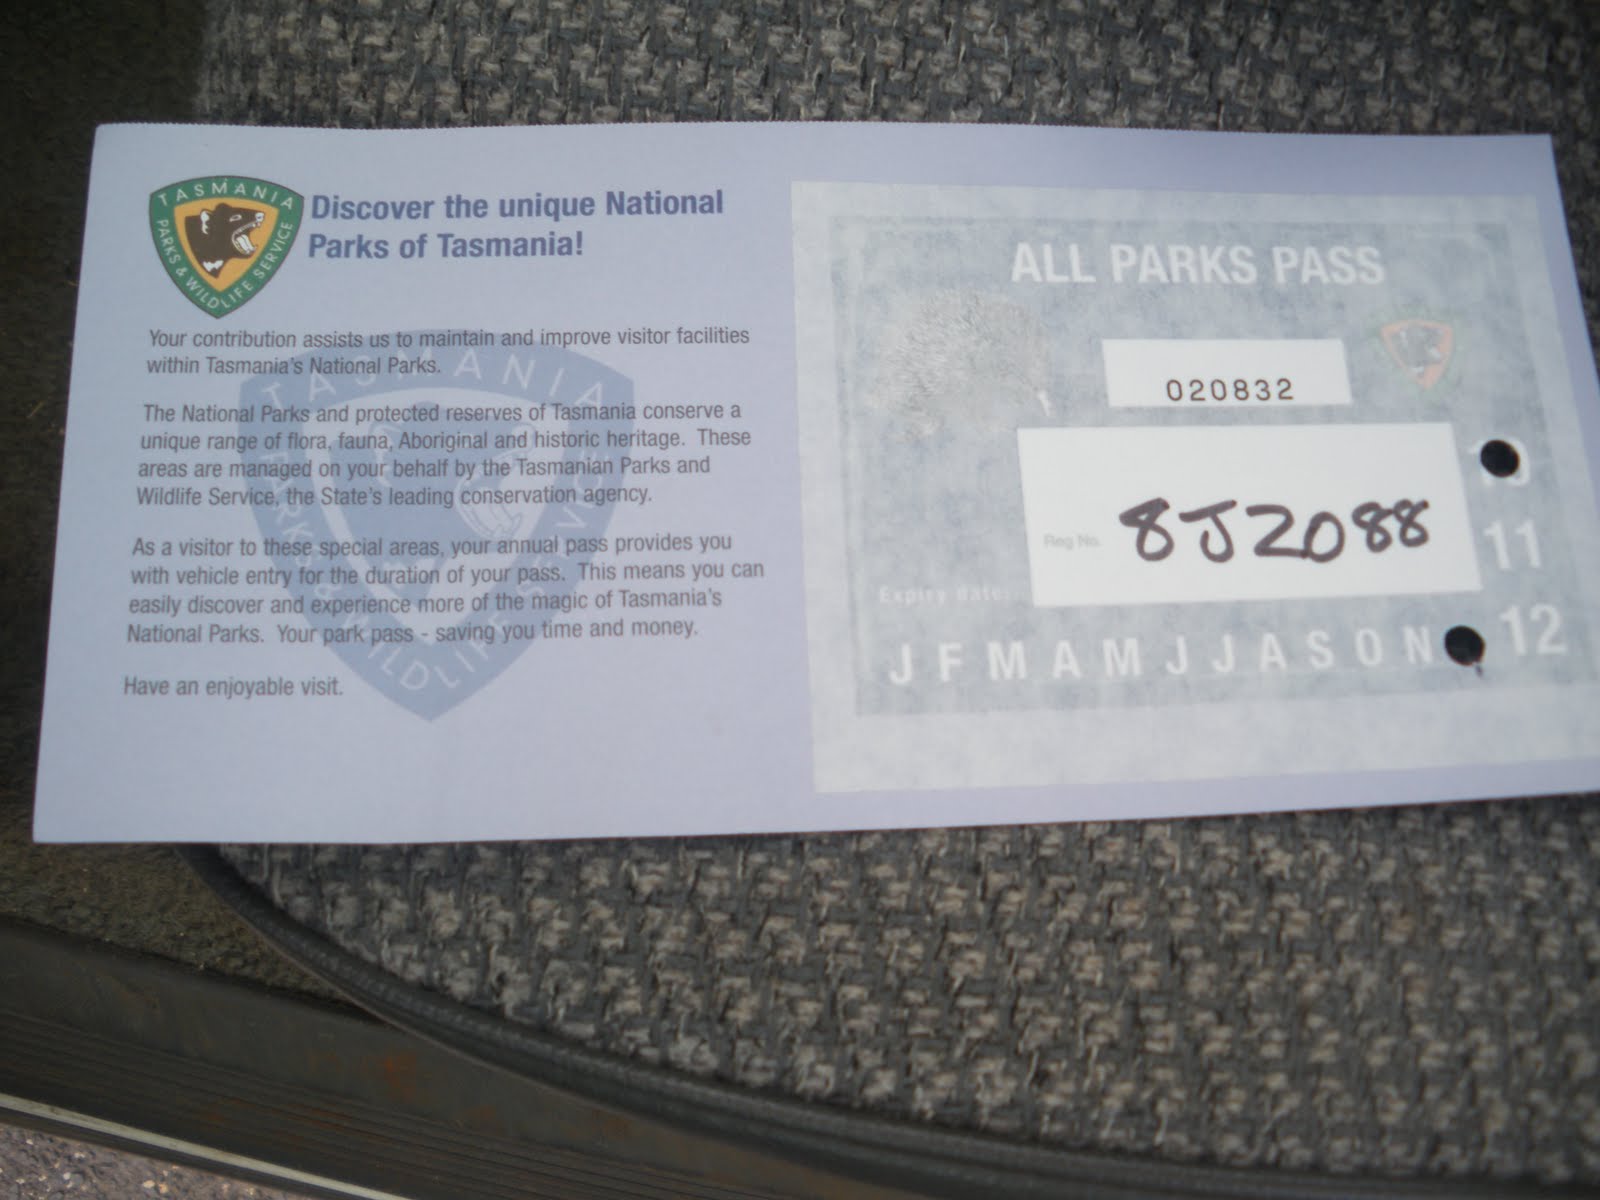 TASMANIA
PARKS & WILDLIFE SERVICE
Discover the unique National
Parks of Tasmania!
Your contribution assists us to maintain and improve visitor facilities
within Tasmania's National Parks.
The National Parks and protected reserves of Tasmania conserve a
unique range of flora, fauna, Aboriginal and historic heritage. These
areas are managed on your behalf by the Tasmanian Parks and
Wildlife Service, the State's leading conservation agency.
As a visitor to these special areas, your annual pass provides you
with vehicle entry for the duration of your pass. This means you can
easily discover and experience more of the magic of Tasmania's
National Parks. Your park pass - saving you time and money.
Have an enjoyable visit.
TASMANIA
PARKS & WILDLIFE SERVICE
ALL PARKS PASS
020832
Reg No. 8J2088
11
Expiry date:
J F M A M J J A S O N
12